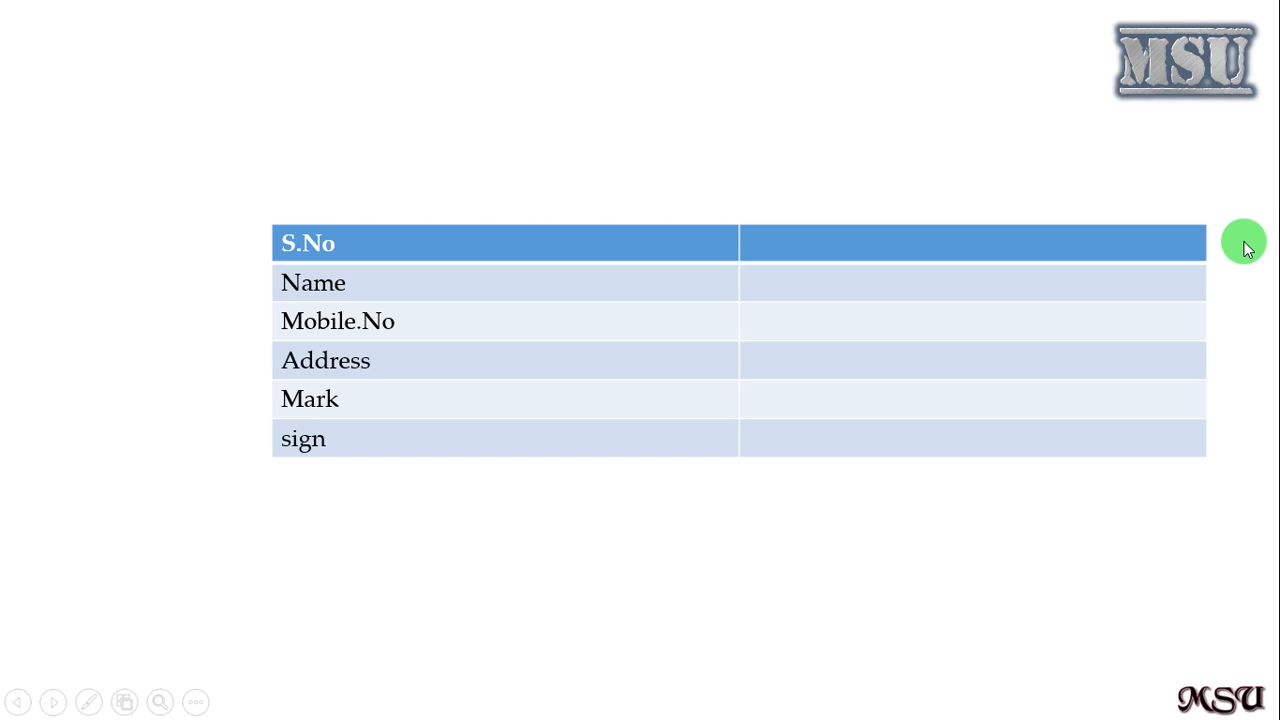 MSU
S.No
Name
Mobile.No
Address
Mark
sign
MSU